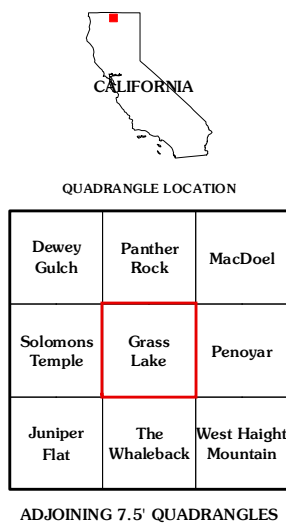 CALIFORNIA
QUADRANGLE LOCATION
Dewey
Gulch
Panther
Rock
MacDoel
Solomons
Temple
Grass
Lake
Penoyar
Juniper
Flat
The
Whaleback
West Haight
Mountain
ADJOINING 7.5' QUADRANGLES